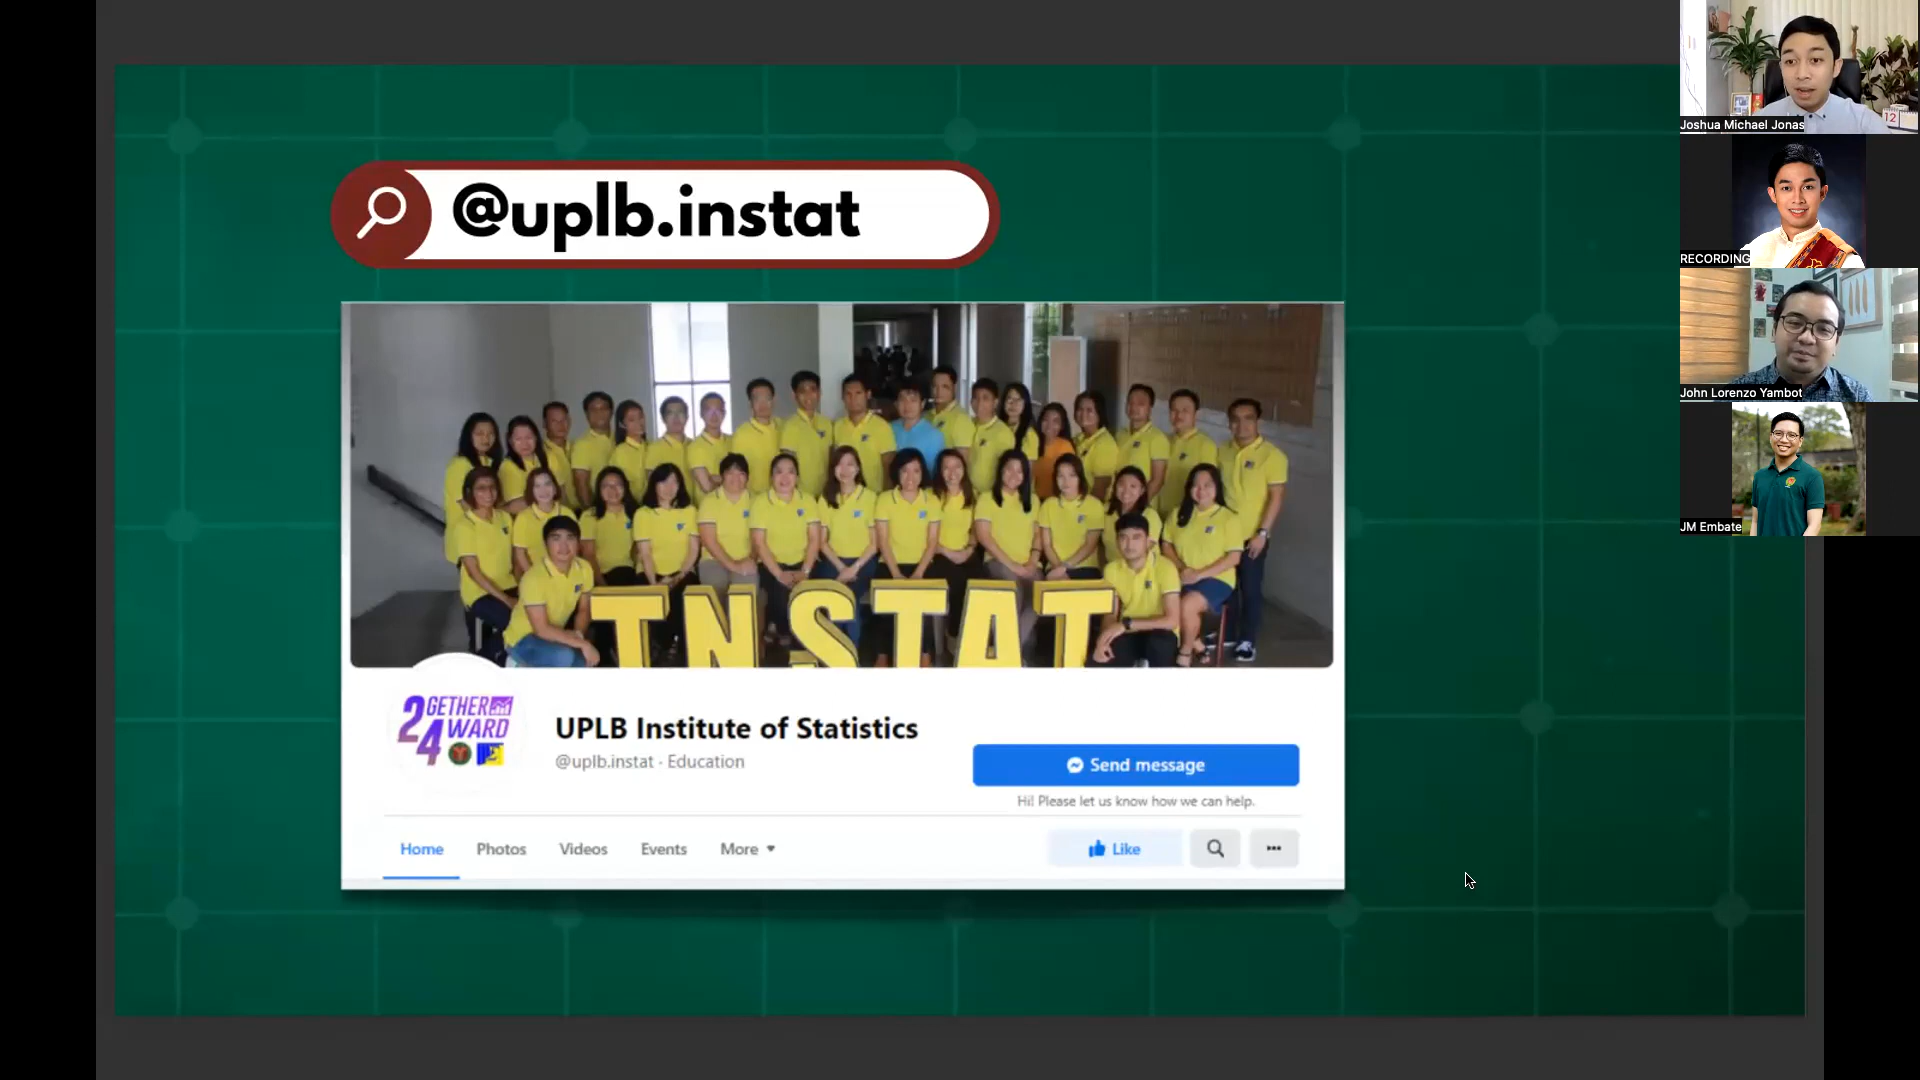 @uplb.instat
INSTAT
2GETHER
4WARD
UPLB Institute of Statistics
@uplb.instat · Education
Send message
Hi! Please let us know how we can help.
Home
Photos
Videos
Events
More
Like
Joshua Michael Jonas
12
RECORDING
John Lorenzo Yambot
JM Embate